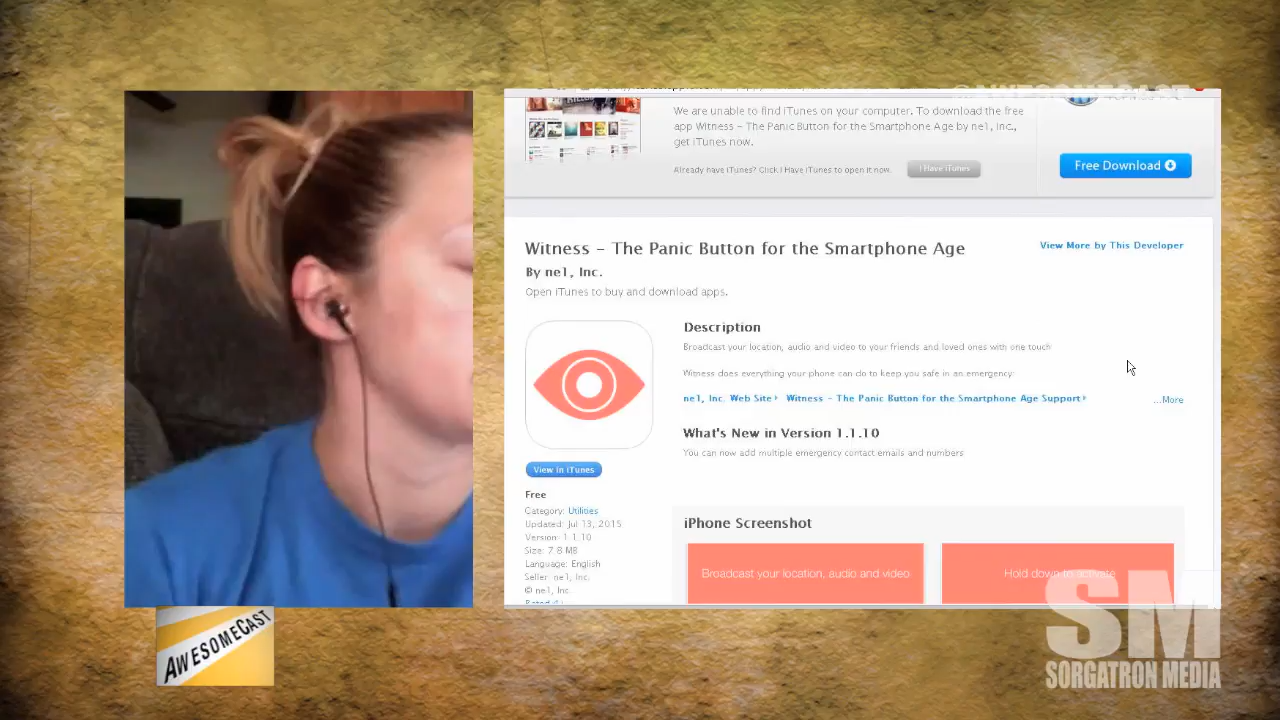 We are unable to find iTunes on your computer. To download the free
app Witness – The Panic Button for the Smartphone Age by ne1, inc.,
get iTunes now.
Already have iTunes? Click I Have iTunes to open it now.
I Have iTunes
Free Download
Witness – The Panic Button for the Smartphone Age
View More by This Developer
By ne1, Inc.
Open iTunes to buy and download apps.
Description
Broadcast your location, audio and video to your friends and loved ones with one touch
Witness does everything your phone can do to keep you safe in an emergency:
ne1, Inc. Web Site
Witness – The Panic Button for the Smartphone Age Support
...More
What's New in Version 1.1.10
You can now add multiple emergency contact emails and numbers
View in iTunes
Free
Category: Utilities
Updated: Jul 13, 2015
Version: 1.1.10
Size: 7.8 MB
Language: English
Seller: ne1, Inc.
© ne1, Inc.
Rated 4+
iPhone Screenshot
Broadcast your location, audio and video
Hold down to activate
AWESOMECAST
SM
SORGATRON MEDIA